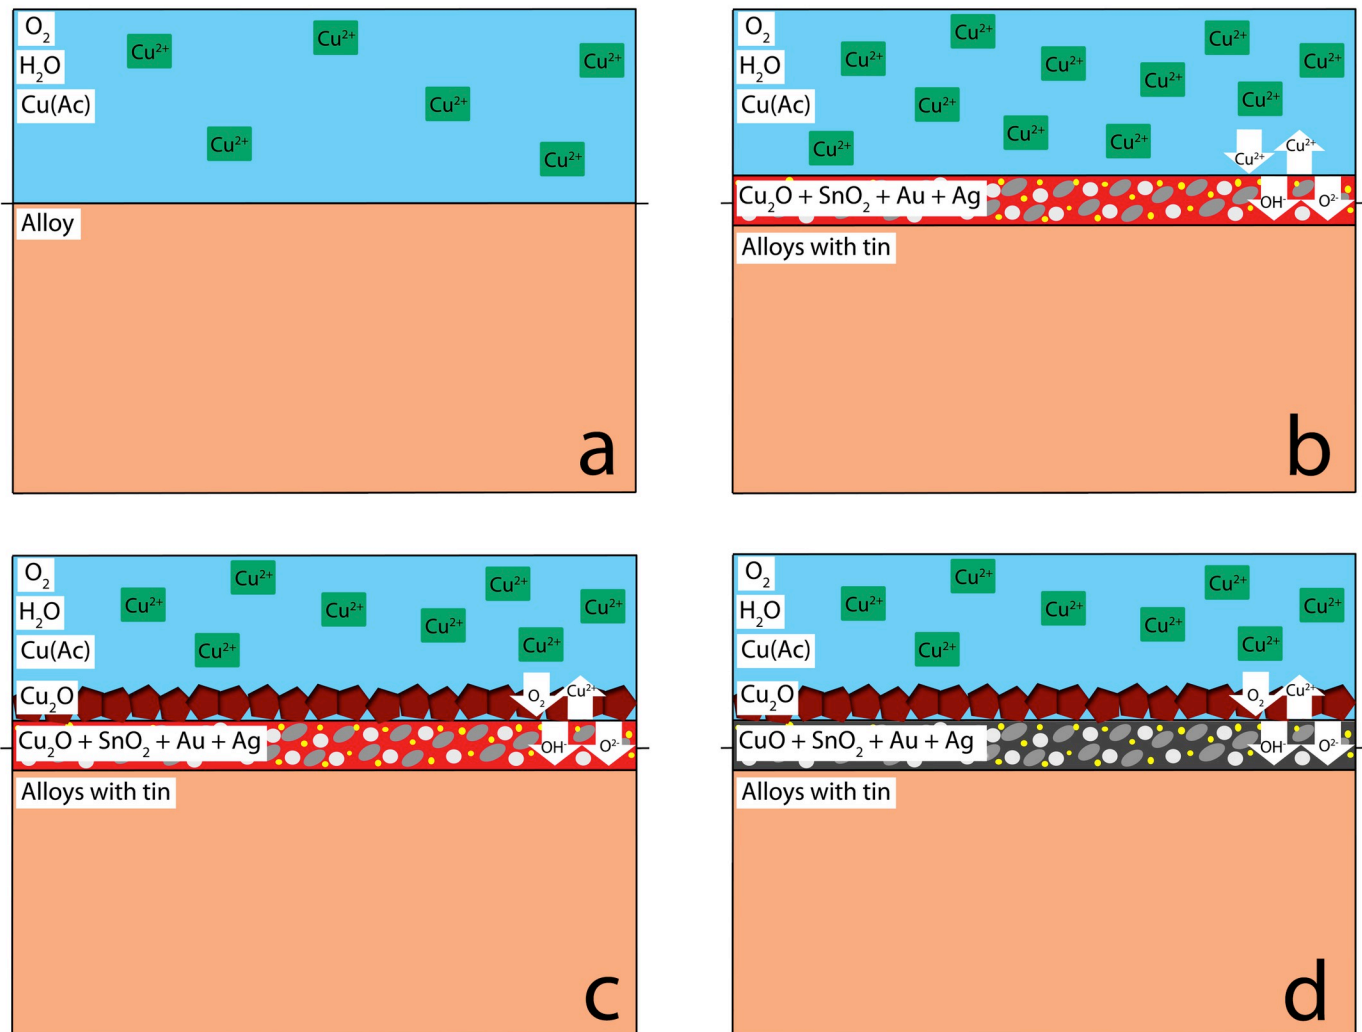 O₂
H₂O
Cu(Ac)
Cu²⁺
Cu²⁺
Cu²⁺
Cu²⁺
Cu²⁺
Cu²⁺
Alloy
a
O₂
H₂O
Cu(Ac)
Cu²⁺
Cu²⁺
Cu²⁺
Cu²⁺
Cu²⁺
Cu²⁺
Cu²⁺
Cu²⁺
Cu²⁺
Cu²⁺
Cu²⁺
Cu²⁺
Cu²⁺
Cu₂O + SnO₂ + Au + Ag
OH⁻
O²⁻
Alloys with tin
b
O₂
H₂O
Cu(Ac)
Cu²⁺
Cu²⁺
Cu²⁺
Cu²⁺
Cu²⁺
Cu²⁺
Cu²⁺
Cu²⁺
Cu₂O
O₂
Cu²⁺
Cu₂O + SnO₂ + Au + Ag
OH⁻
O²⁻
Alloys with tin
c
O₂
H₂O
Cu(Ac)
Cu²⁺
Cu²⁺
Cu²⁺
Cu²⁺
Cu²⁺
Cu²⁺
Cu²⁺
Cu²⁺
Cu₂O
O₂
Cu²⁺
CuO + SnO₂ + Au + Ag
OH⁻
O²⁻
Alloys with tin
d